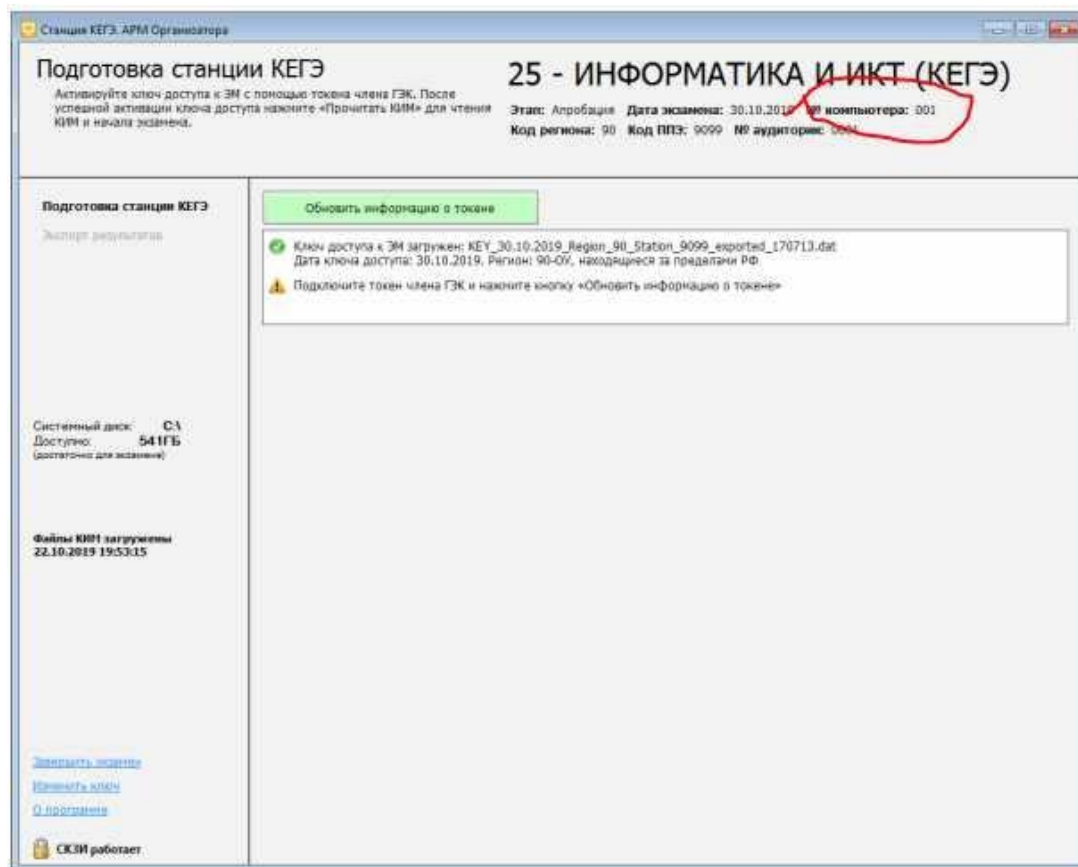 Станция КЕГЭ. АРМ Организатора
Подготовка станции КЕГЭ
Активируйте ключ доступа к ЭМ с помощью токена члена ГЭК. После
успешной активации ключа доступа нажмите «Прочитать КИМ» для чтения
КИМ и начала экзамена.
25 - ИНФОРМАТИКА И ИКТ (КЕГЭ)
Этап: Апробация Дата экзамена: 30.10.2019 № компьютера: 001
Код региона: 90 Код ППЭ: 9099 № аудитории: 0001
Подготовка станции КЕГЭ
Экспорт результатов
Обновить информацию о токене
Ключ доступа к ЭМ загружен: KEY_30.10.2019_Region_90_Station_9099_exported_170713.dat
Дата ключа доступа: 30.10.2019. Регион: 90-ОУ, находящиеся за пределами РФ
Подключите токен члена ГЭК и нажмите кнопку «Обновить информацию о токене»
Системный диск: C:\
Доступно: 541ГБ
(достаточно для экзамена)
Файлы КИМ загружены
22.10.2019 19:53:15
Завершить экзамен
Изменить ключ
О программе
СКЗИ работает